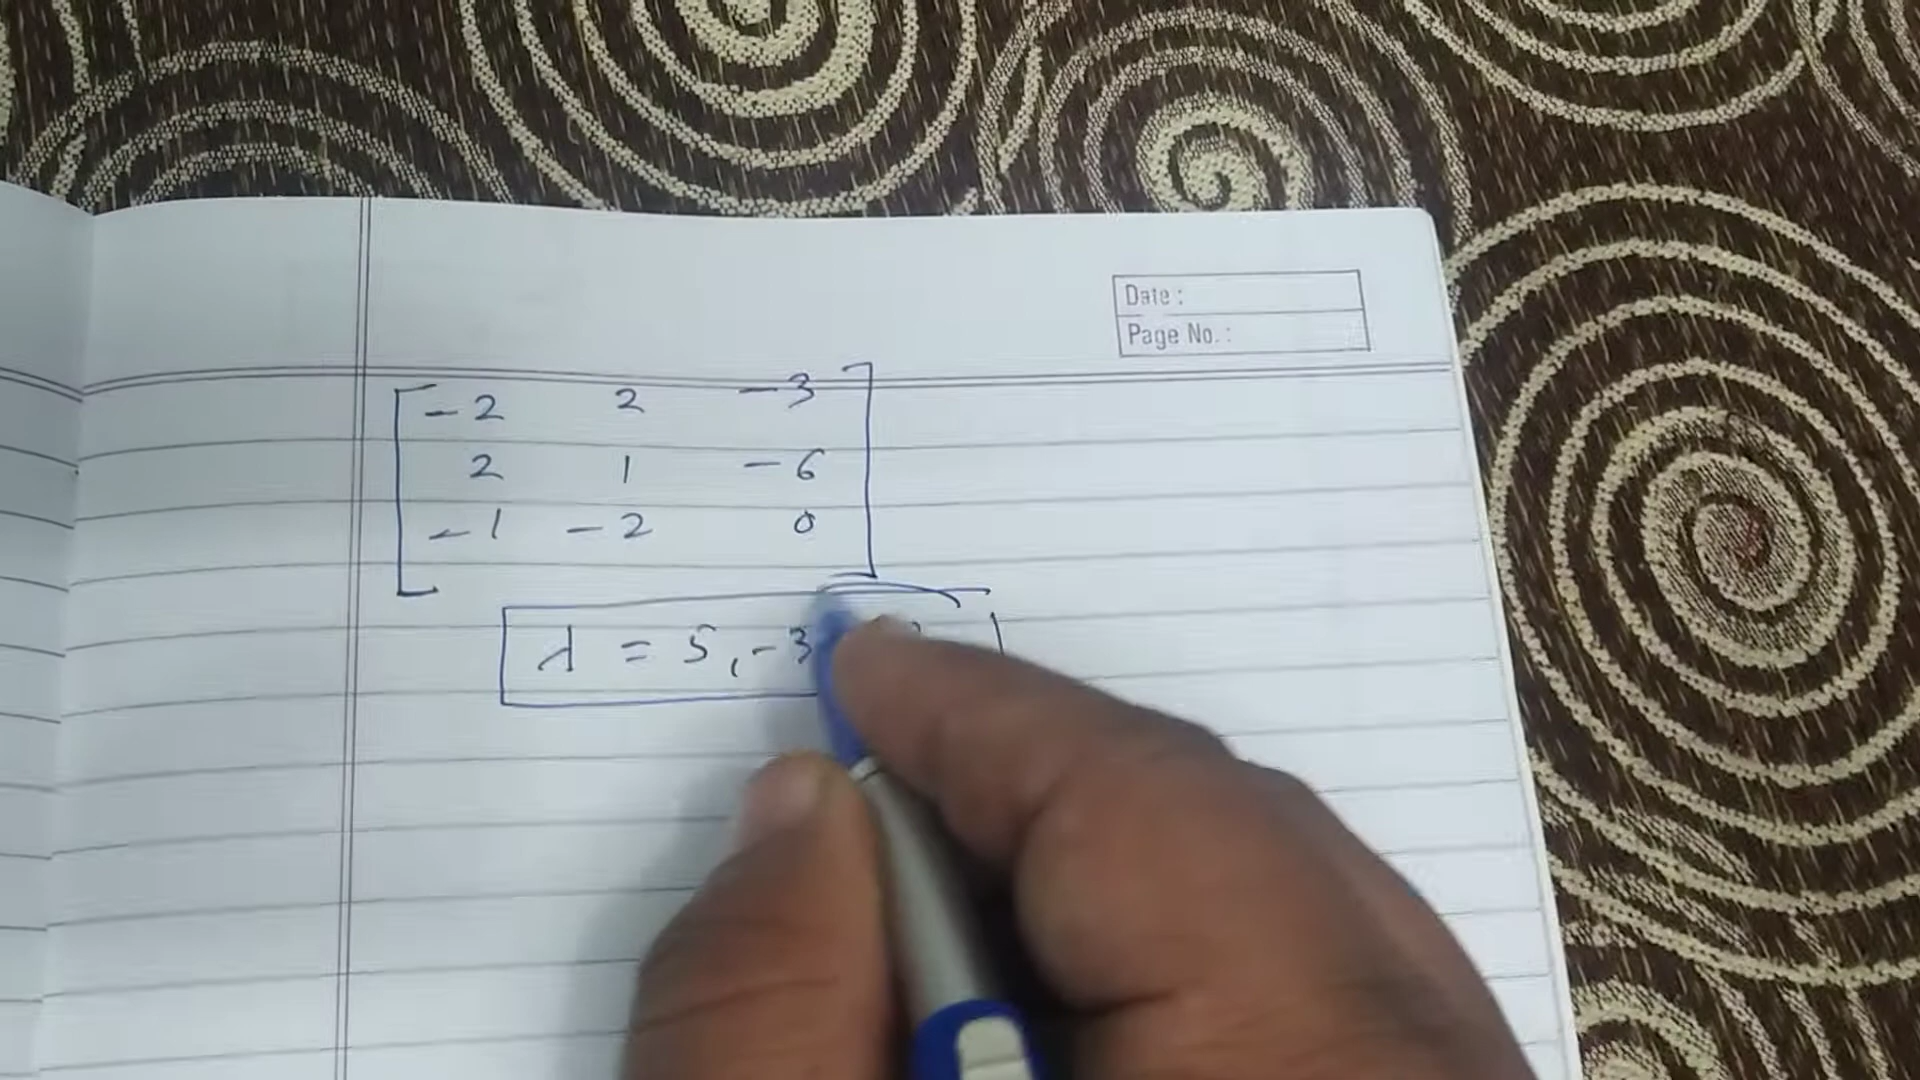 Date :
Page No. :
-2 2 -3
2 1 -6
-1 -2 0
λ = 5, -3